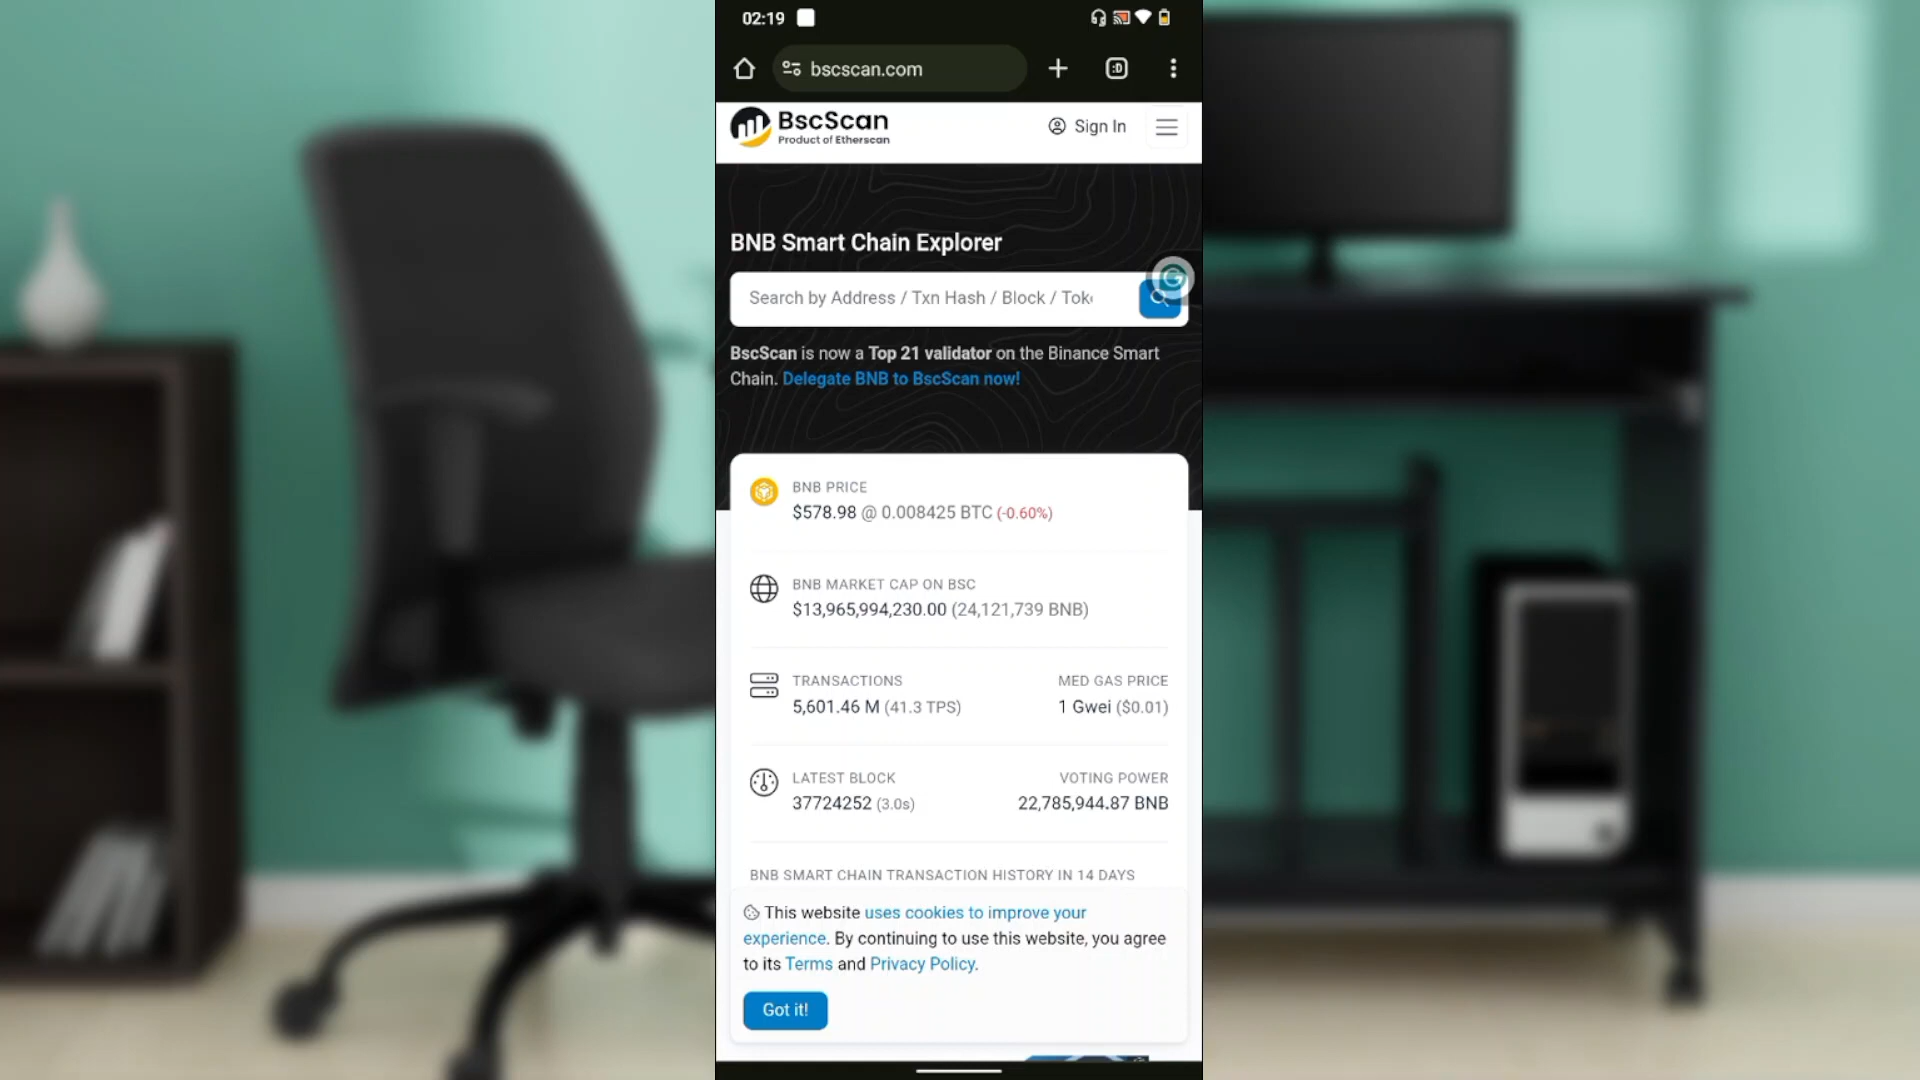 02:19
bscscan.com
:D
BscScan
Product of Etherscan
Sign In
BNB Smart Chain Explorer
Search by Address / Txn Hash / Block / Tok
G
BscScan is now a Top 21 validator on the Binance Smart
Chain. Delegate BNB to BscScan now!
BNB PRICE
$578.98 @ 0.008425 BTC (-0.60%)
BNB MARKET CAP ON BSC
$13,965,994,230.00 (24,121,739 BNB)
TRANSACTIONS
5,601.46 M (41.3 TPS)
MED GAS PRICE
1 Gwei ($0.01)
LATEST BLOCK
37724252 (3.0s)
VOTING POWER
22,785,944.87 BNB
BNB SMART CHAIN TRANSACTION HISTORY IN 14 DAYS
This website uses cookies to improve your
experience. By continuing to use this website, you agree
to its Terms and Privacy Policy.
Got it!